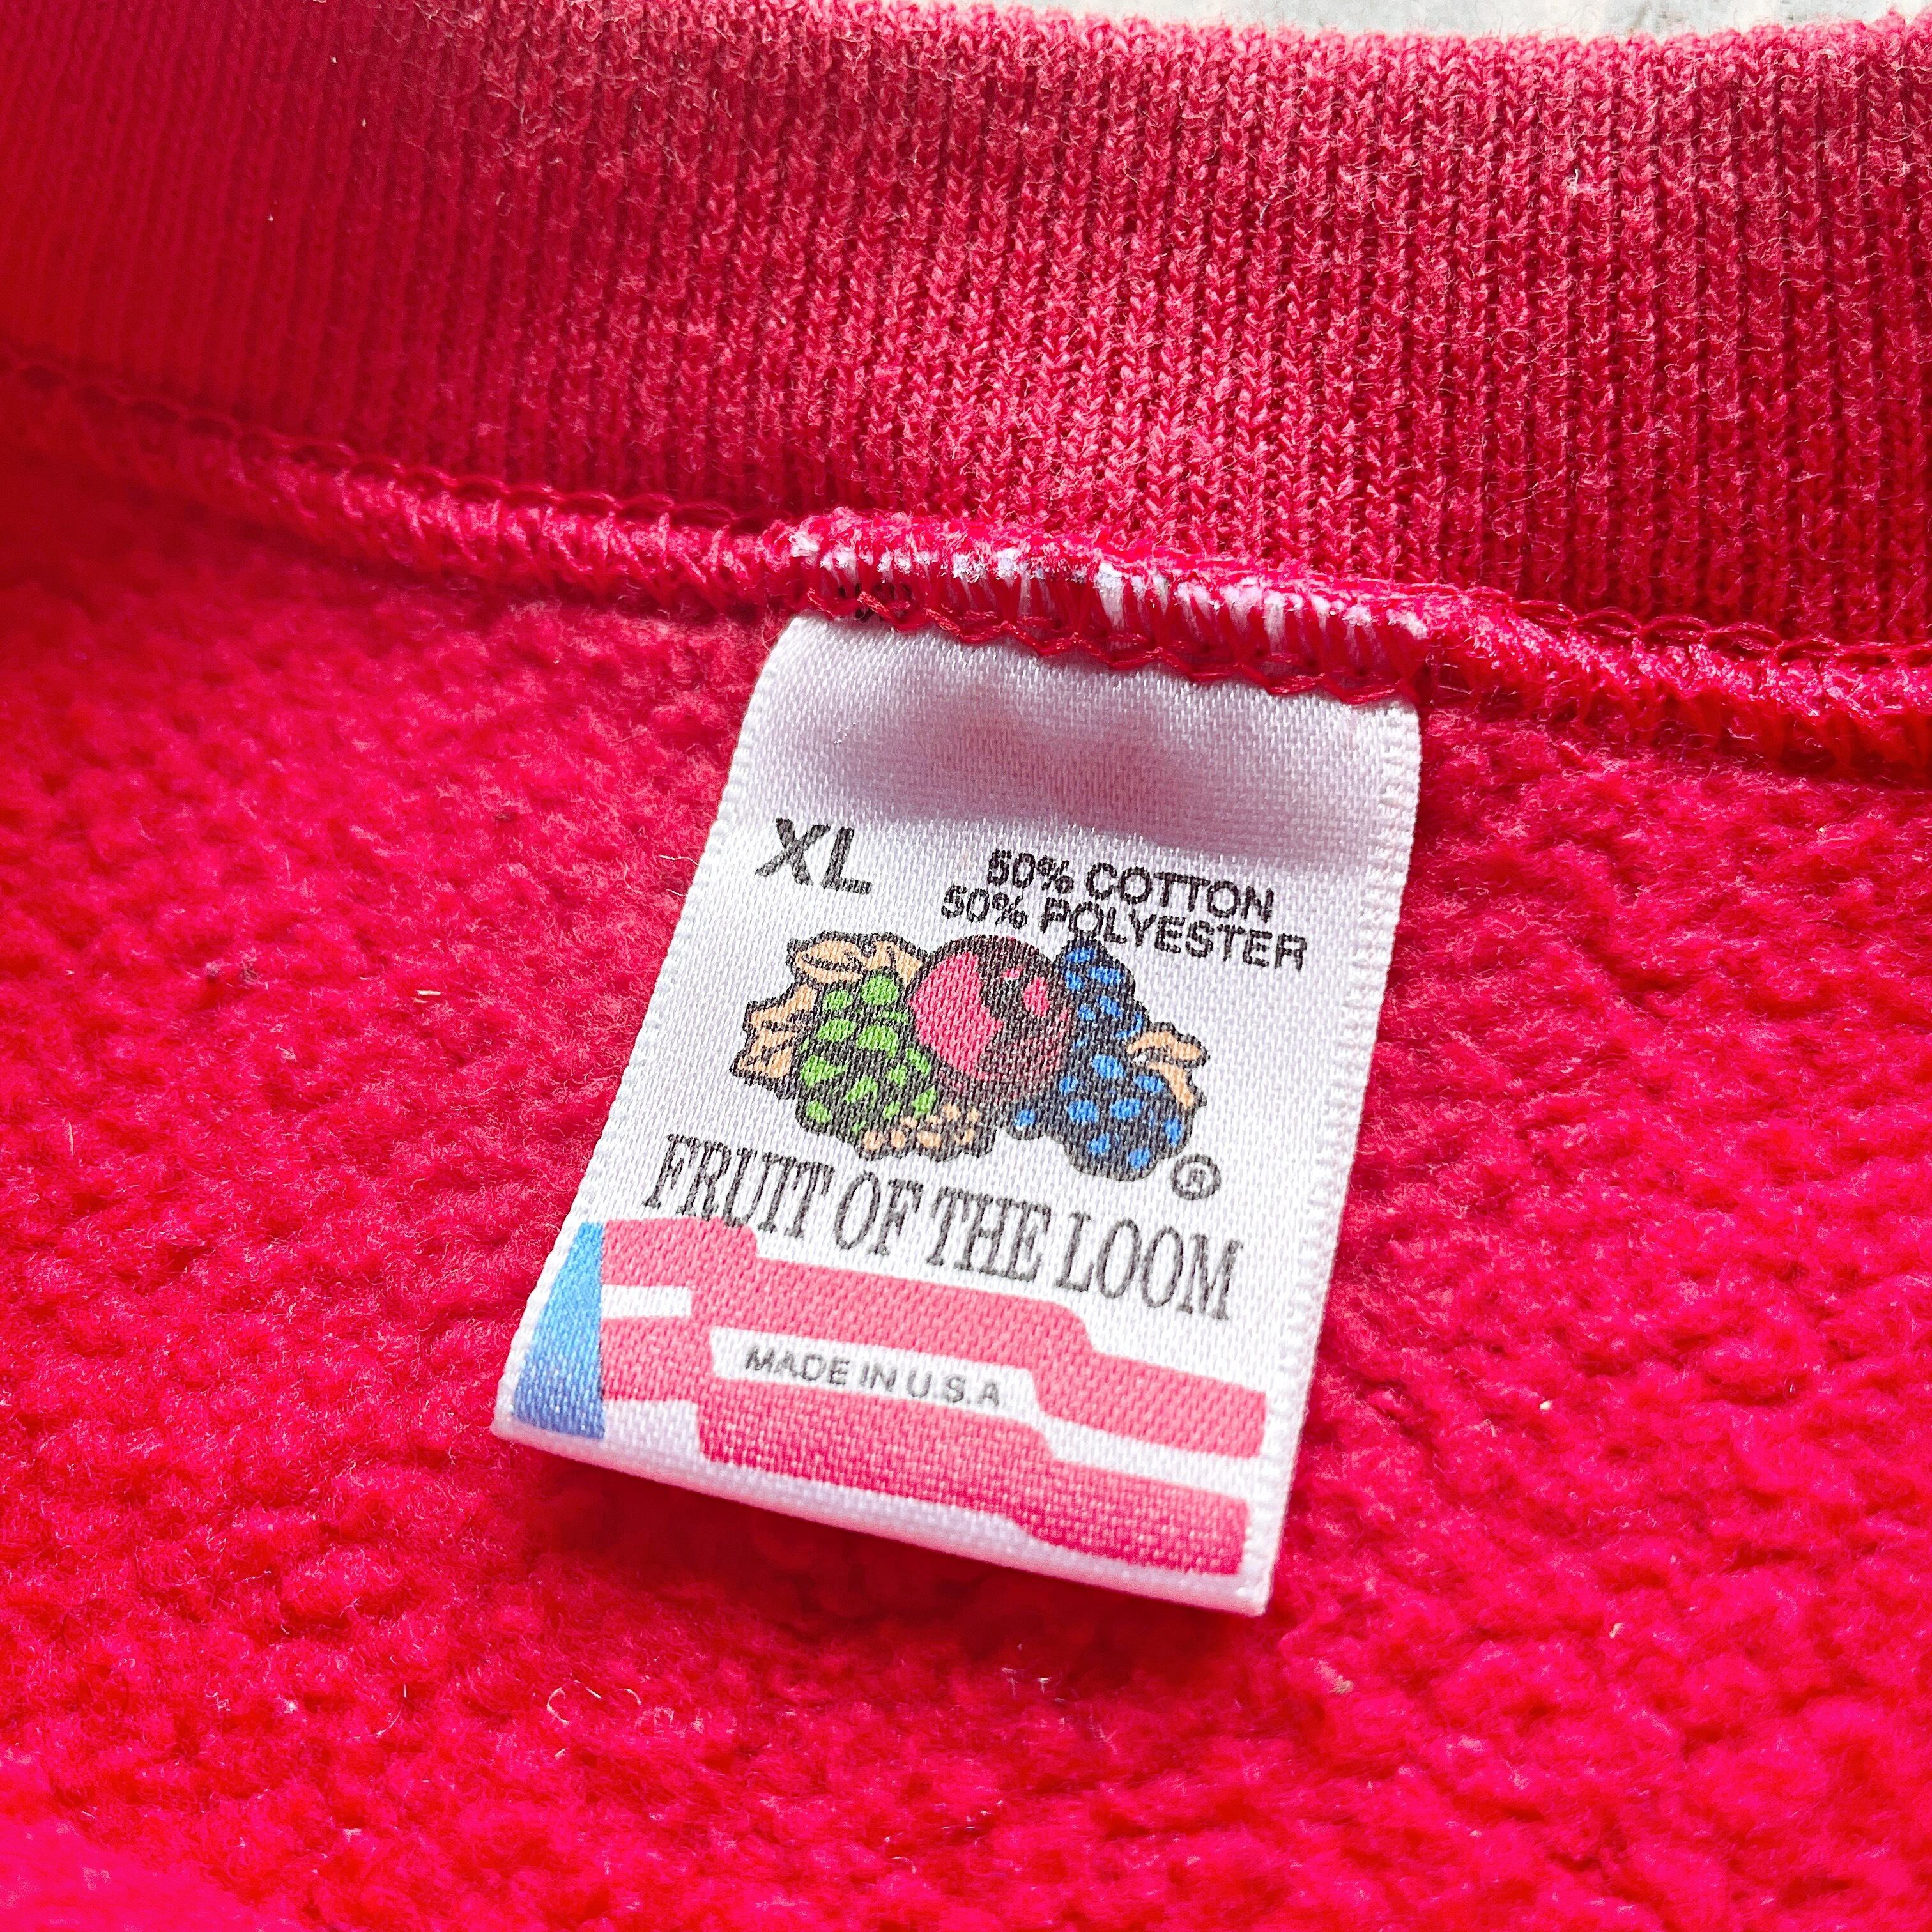 XL
50% COTTON
50% POLYESTER
®
FRUIT OF THE LOOM
MADE IN U.S.A